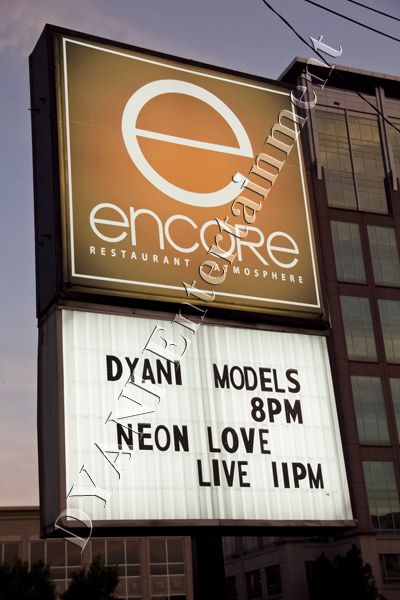 e
encore
RESTAURANT ATMOSPHERE
DYANI MODELS
8PM
NEON LOVE
LIVE 11PM
DYANI Entertainment